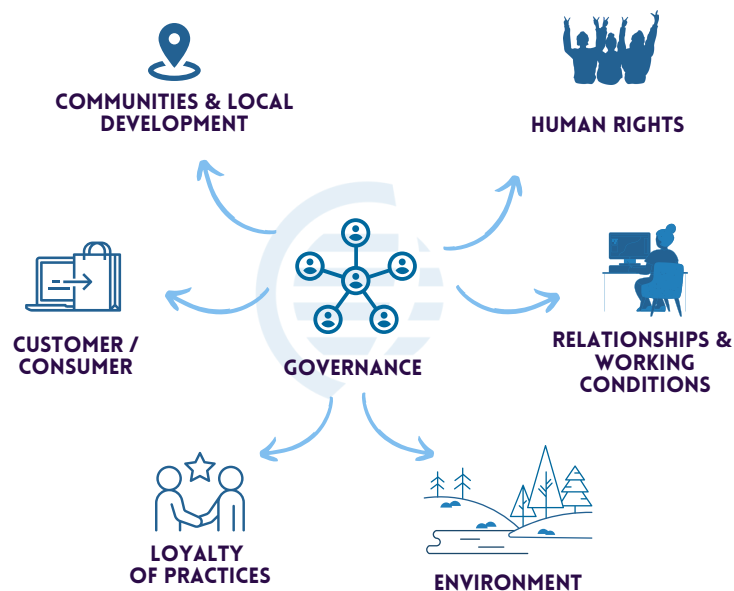 COMMUNITIES & LOCAL
DEVELOPMENT
HUMAN RIGHTS
CUSTOMER /
CONSUMER
GOVERNANCE
RELATIONSHIPS &
WORKING
CONDITIONS
LOYALTY
OF PRACTICES
ENVIRONMENT